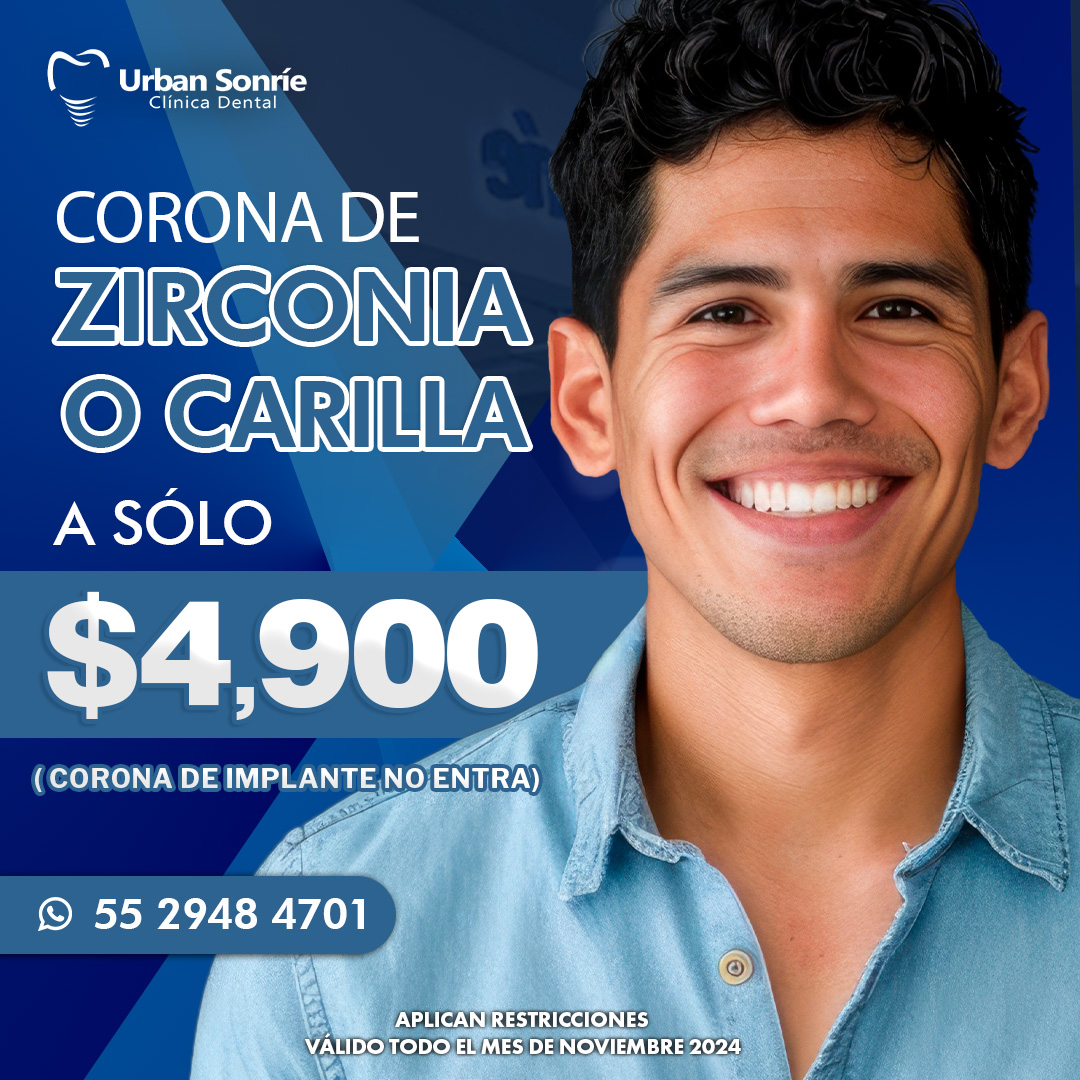 Urban Sonríe
Clínica Dental
CORONA DE
ZIRCONIA
O CARILLA
A SÓLO
$4,900
( CORONA DE IMPLANTE NO ENTRA)
55 2948 4701
APLICAN RESTRICCIONES
VÁLIDO TODO EL MES DE NOVIEMBRE 2024